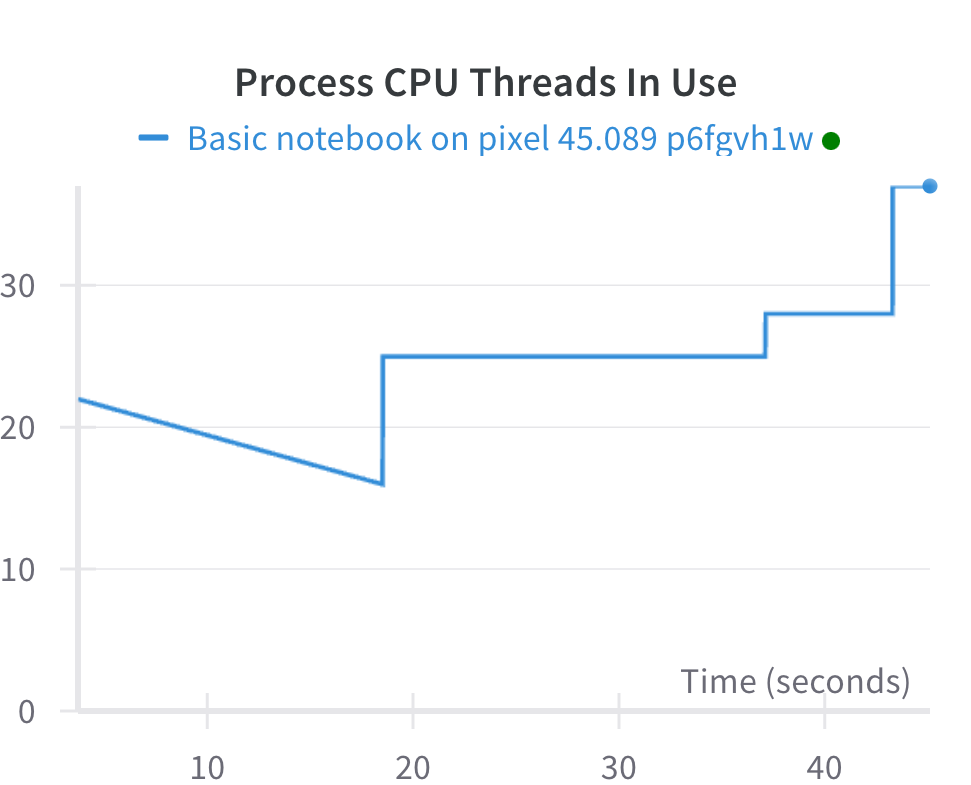 Process CPU Threads In Use
Basic notebook on pixel 45.089 p6fgvh1w
30
20
10
0
Time (seconds)
10 20 30 40